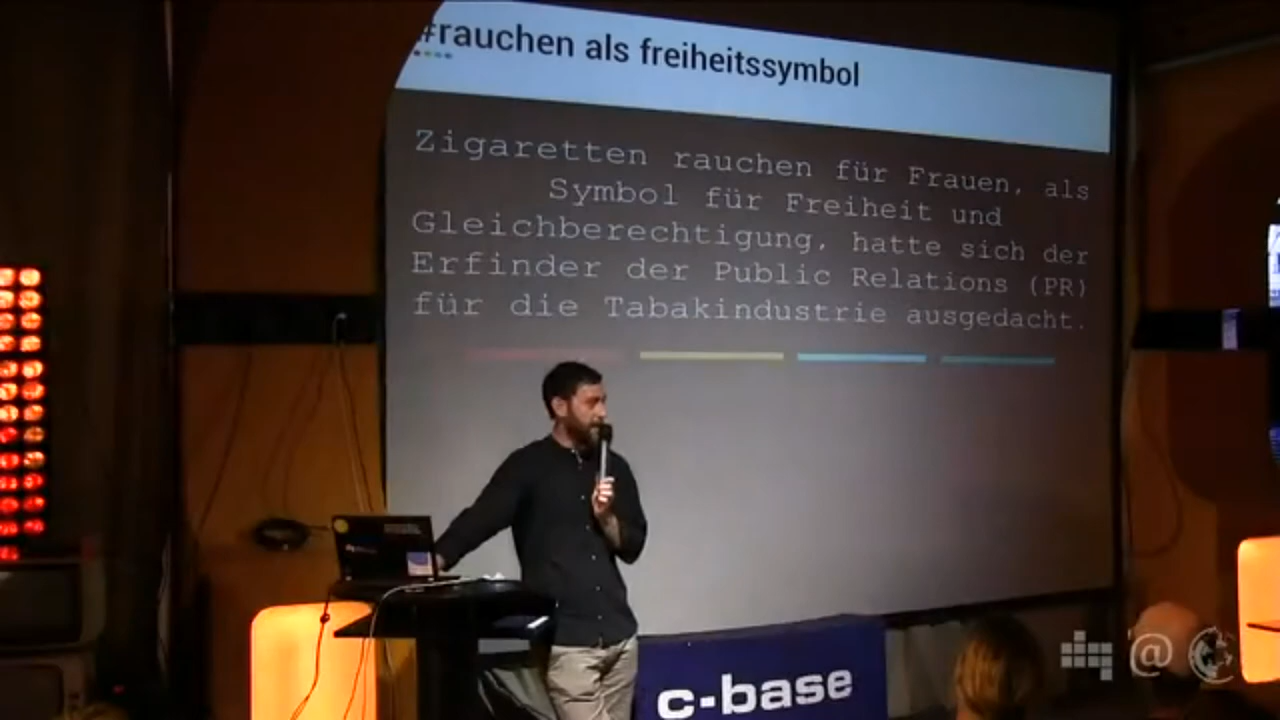 #rauchen als freiheitssymbol
Zigaretten rauchen für Frauen, als
Symbol für Freiheit und
Gleichberechtigung, hatte sich der
Erfinder der Public Relations (PR)
für die Tabakindustrie ausgedacht.
c-base
@